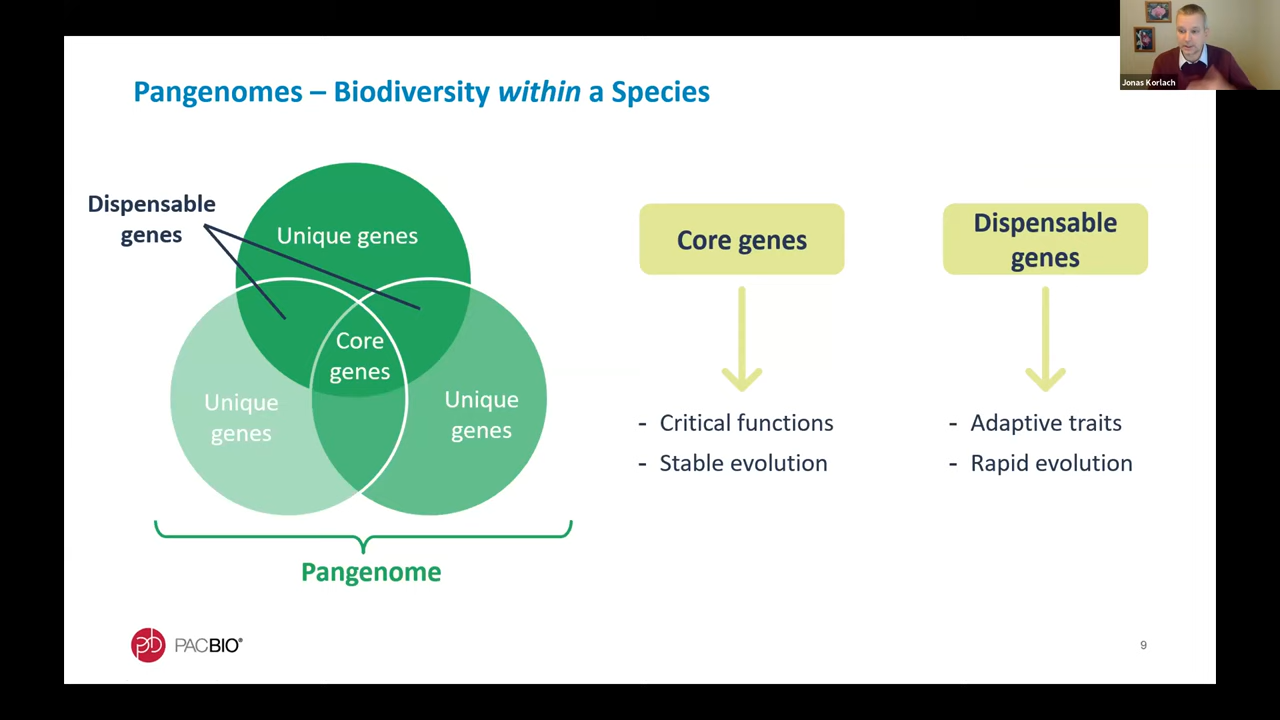 Jonas Korlach
Pangenomes – Biodiversity within a Species
Dispensable
genes
Unique genes
Core
genes
Unique
genes
Unique
genes
Pangenome
Core genes
- Critical functions
- Stable evolution
Dispensable
genes
- Adaptive traits
- Rapid evolution
PACBIO®
9